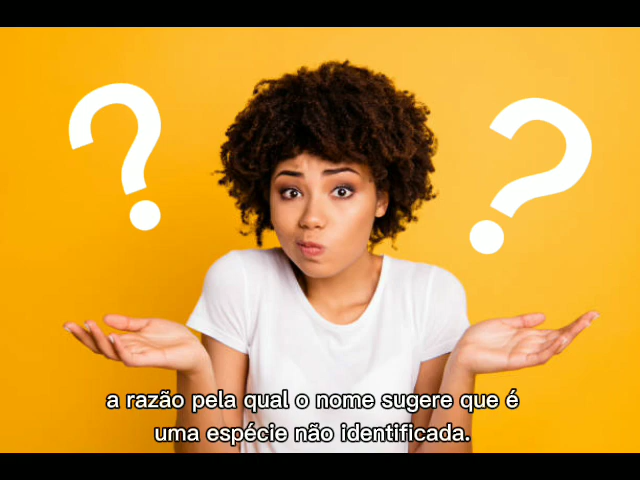 ? ?
a razão pela qual o nome sugere que é
uma espécie não identificada.